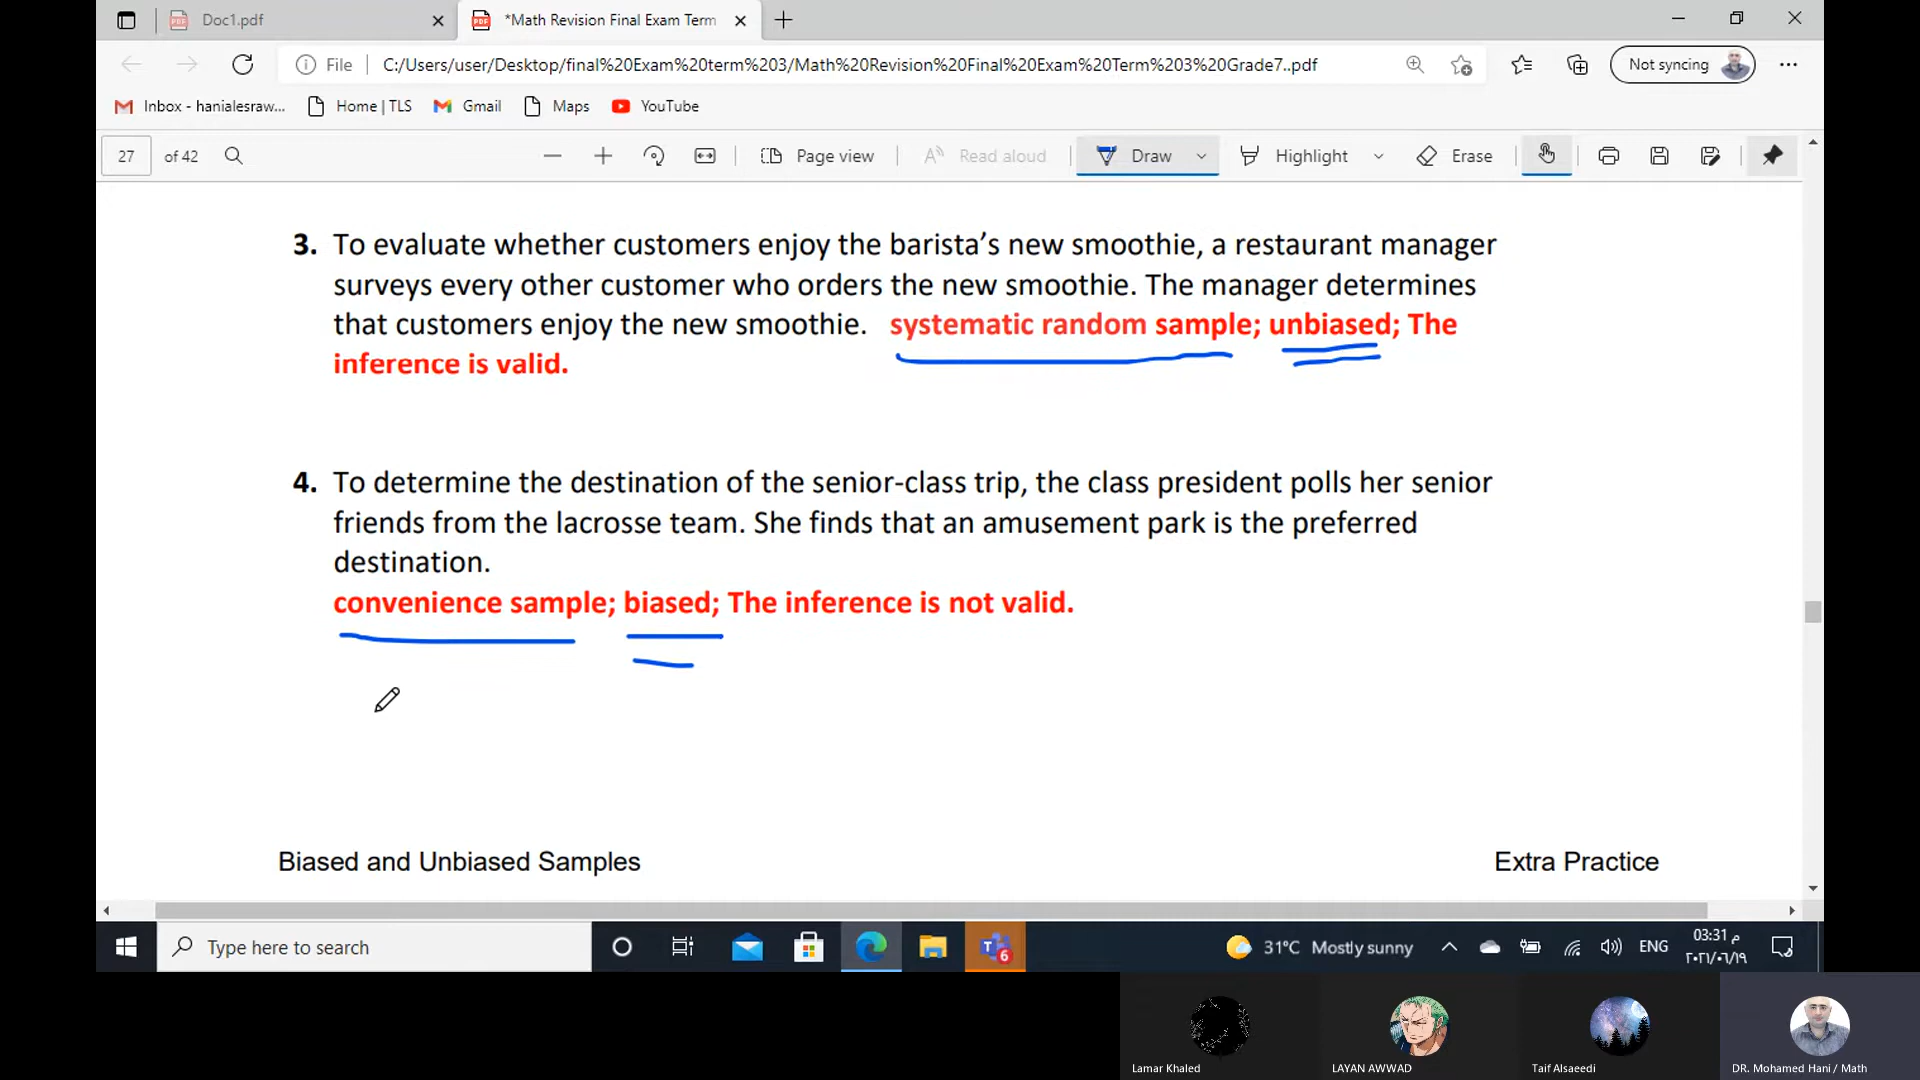 Doc1.pdf
*Math Revision Final Exam Term
File
C:/Users/user/Desktop/final%20Exam%20term%203/Math%20Revision%20Final%20Exam%20Term%203%20Grade7..pdf
Not syncing
Inbox - hanialesraw...
Home | TLS
Gmail
Maps
YouTube
27 of 42
Page view
Read aloud
Draw
Highlight
Erase
3. To evaluate whether customers enjoy the barista's new smoothie, a restaurant manager
surveys every other customer who orders the new smoothie. The manager determines
that customers enjoy the new smoothie. systematic random sample; unbiased; The
inference is valid.
4. To determine the destination of the senior-class trip, the class president polls her senior
friends from the lacrosse team. She finds that an amusement park is the preferred
destination.
convenience sample; biased; The inference is not valid.
Biased and Unbiased Samples
Extra Practice
Type here to search
6
31°C Mostly sunny
ENG
03:31 م
٢٠٢١/٠٦/١٩
Lamar Khaled
LAYAN AWWAD
Taif Alsaeedi
DR. Mohamed Hani / Math